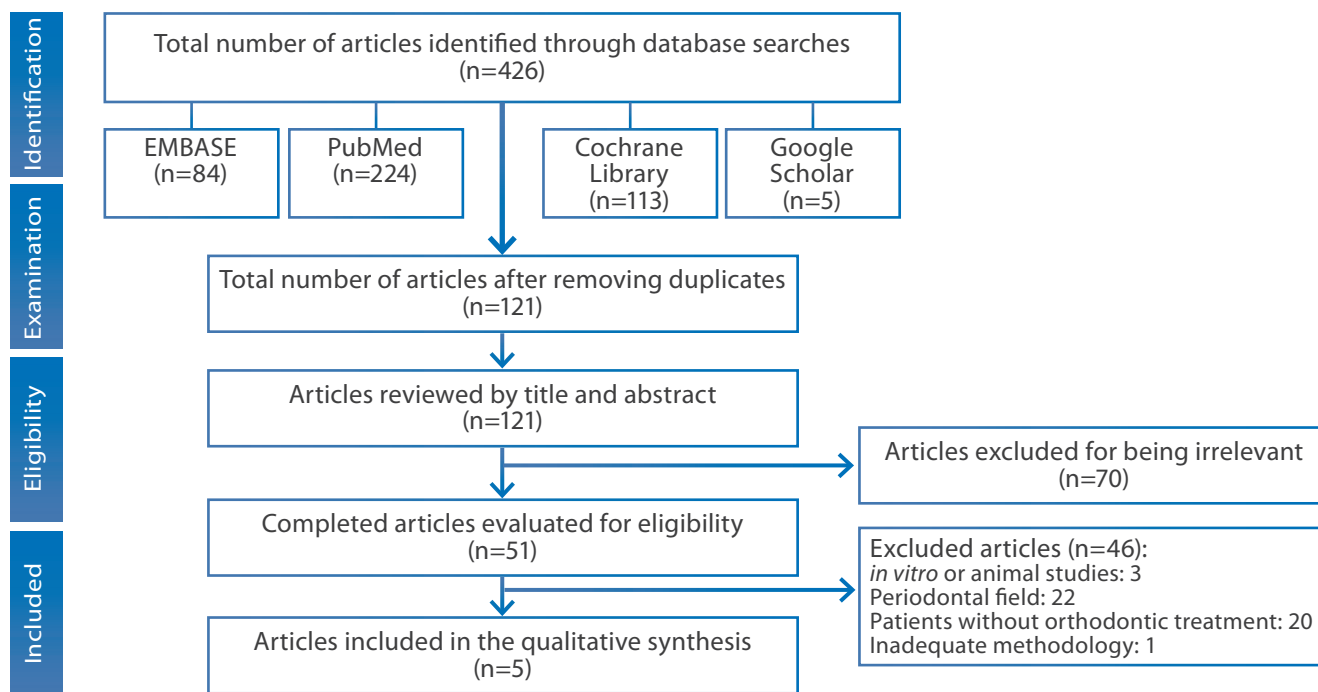 Identification
Total number of articles identified through database searches
(n=426)
EMBASE
(n=84)
PubMed
(n=224)
Cochrane
Library
(n=113)
Google
Scholar
(n=5)
Examination
Total number of articles after removing duplicates
(n=121)
Eligibility
Articles reviewed by title and abstract
(n=121)
Articles excluded for being irrelevant
(n=70)
Completed articles evaluated for eligibility
(n=51)
Included
Excluded articles (n=46):
in vitro or animal studies: 3
Periodontal field: 22
Patients without orthodontic treatment: 20
Inadequate methodology: 1
Articles included in the qualitative synthesis
(n=5)